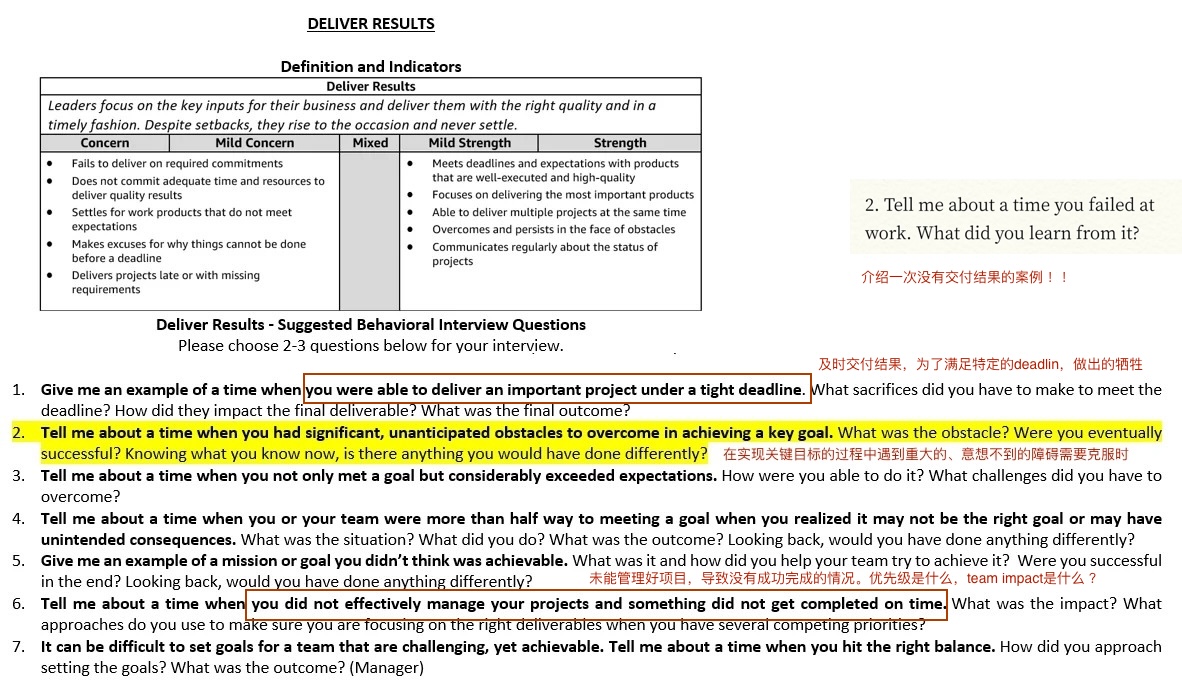 DELIVER RESULTS
Definition and Indicators
Deliver Results
Leaders focus on the key inputs for their business and deliver them with the right quality and in a
timely fashion. Despite setbacks, they rise to the occasion and never settle.
Concern Mild Concern Mixed Mild Strength Strength
• Fails to deliver on required commitments
• Does not commit adequate time and resources to
deliver quality results
• Settles for work products that do not meet
expectations
• Makes excuses for why things cannot be done
before a deadline
• Delivers projects late or with missing
requirements
• Meets deadlines and expectations with products
that are well-executed and high-quality
• Focuses on delivering the most important products
• Able to deliver multiple projects at the same time
• Overcomes and persists in the face of obstacles
• Communicates regularly about the status of
projects
2. Tell me about a time you failed at
work. What did you learn from it?
介绍一次没有交付结果的案例！！
Deliver Results - Suggested Behavioral Interview Questions
Please choose 2-3 questions below for your interview.
及时交付结果，为了满足特定的deadlin，做出的牺牲
1. Give me an example of a time when you were able to deliver an important project under a tight deadline. What sacrifices did you have to make to meet the
deadline? How did they impact the final deliverable? What was the final outcome?
2. Tell me about a time when you had significant, unanticipated obstacles to overcome in achieving a key goal. What was the obstacle? Were you eventually
successful? Knowing what you know now, is there anything you would have done differently? 在实现关键目标的过程中遇到重大的、意想不到的障碍需要克服时
3. Tell me about a time when you not only met a goal but considerably exceeded expectations. How were you able to do it? What challenges did you have to
overcome?
4. Tell me about a time when you or your team were more than half way to meeting a goal when you realized it may not be the right goal or may have
unintended consequences. What was the situation? What did you do? What was the outcome? Looking back, would you have done anything differently?
5. Give me an example of a mission or goal you didn't think was achievable. What was it and how did you help your team try to achieve it? Were you successful
in the end? Looking back, would you have done anything differently? 未能管理好项目，导致没有成功完成的情况。优先级是什么，team impact是什么？
6. Tell me about a time when you did not effectively manage your projects and something did not get completed on time. What was the impact? What
approaches do you use to make sure you are focusing on the right deliverables when you have several competing priorities?
7. It can be difficult to set goals for a team that are challenging, yet achievable. Tell me about a time when you hit the right balance. How did you approach
setting the goals? What was the outcome? (Manager)